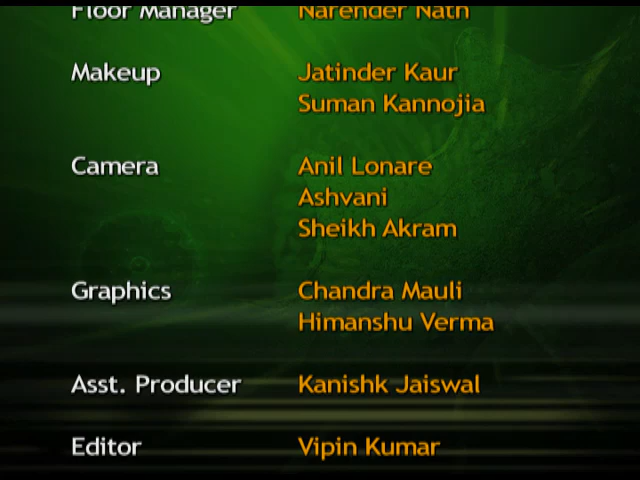 Floor Manager Narender Nath
Makeup Jatinder Kaur
Suman Kannojia
Camera Anil Lonare
Ashvani
Sheikh Akram
Graphics Chandra Mauli
Himanshu Verma
Asst. Producer Kanishk Jaiswal
Editor Vipin Kumar